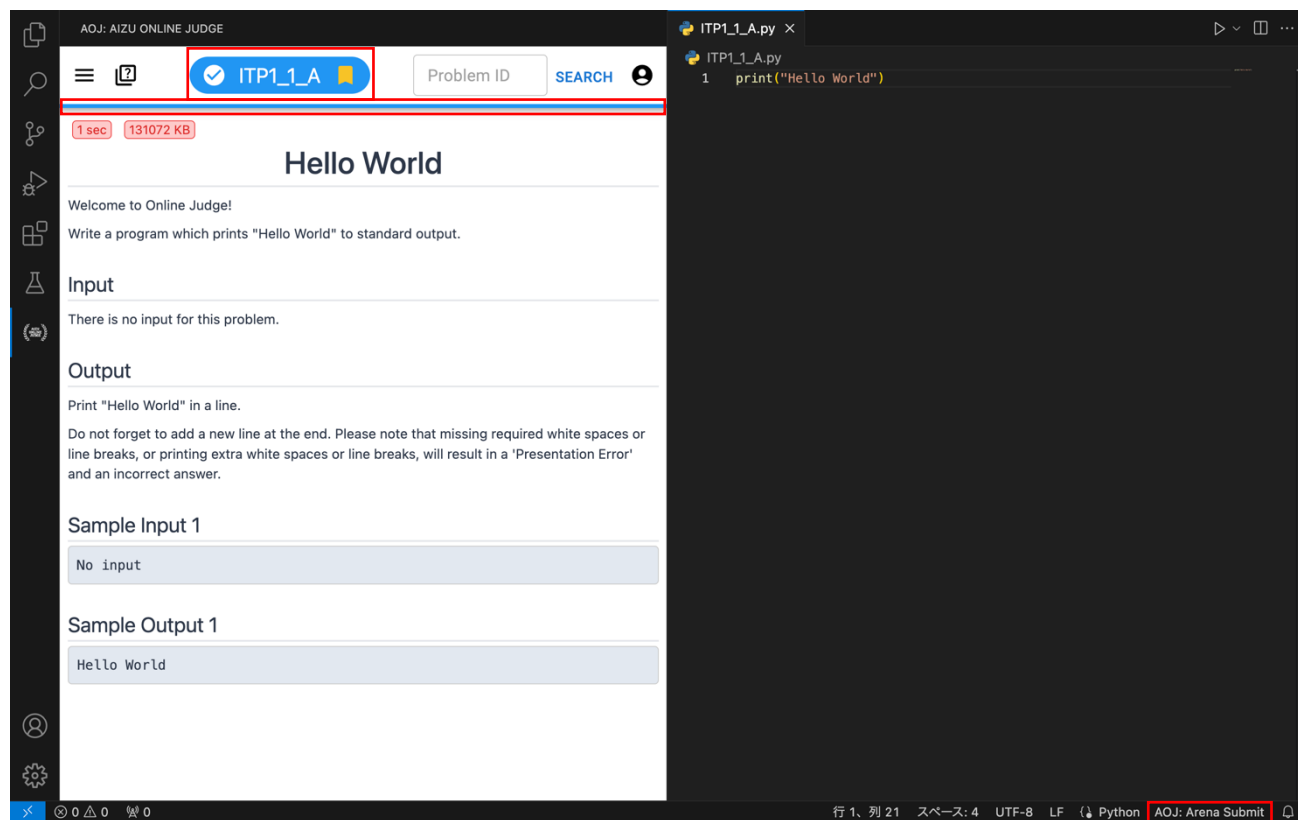 AOJ: AIZU ONLINE JUDGE
ITP1_1_A
Problem ID
SEARCH
1 sec
131072 KB
Hello World
Welcome to Online Judge!
Write a program which prints "Hello World" to standard output.
Input
There is no input for this problem.
Output
Print "Hello World" in a line.
Do not forget to add a new line at the end. Please note that missing required white spaces or
line breaks, or printing extra white spaces or line breaks, will result in a 'Presentation Error'
and an incorrect answer.
Sample Input 1
No input
Sample Output 1
Hello World
ITP1_1_A.py
ITP1_1_A.py
1 print("Hello World")
0 0 0
行 1、列 21 スペース: 4 UTF-8 LF Python AOJ: Arena Submit